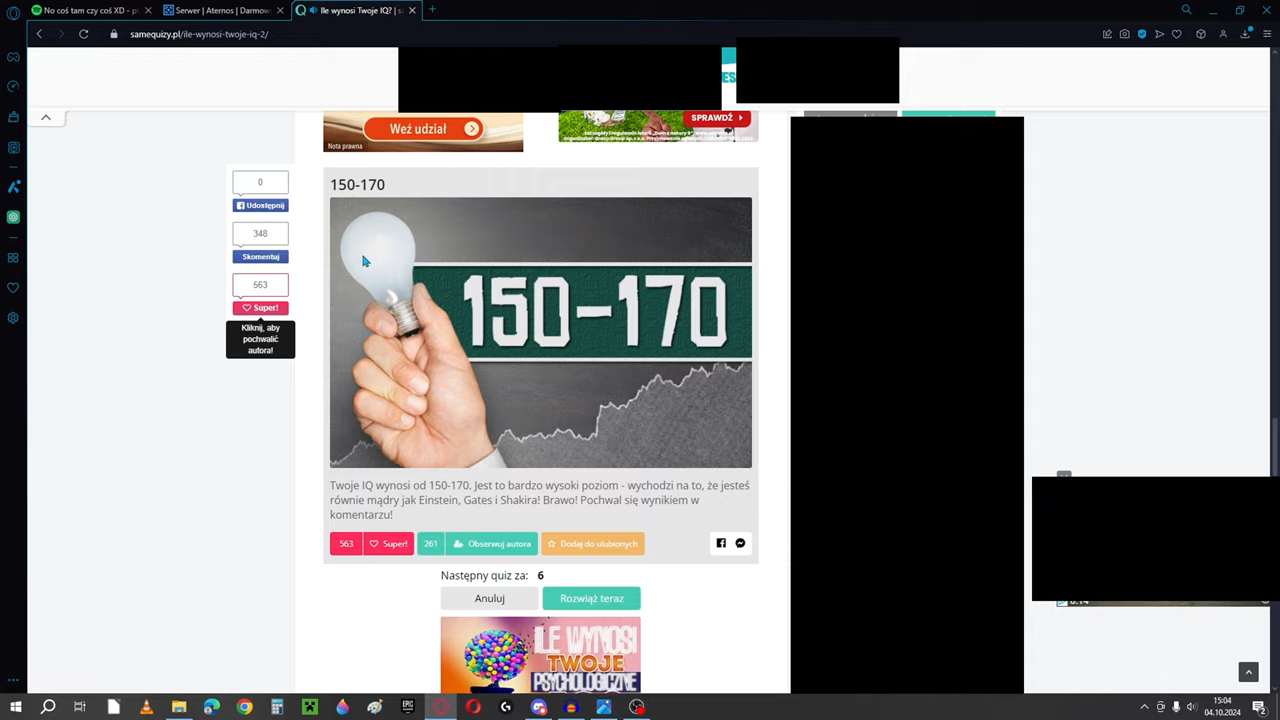 No coś tam czy coś XD - p
Serwer | Aternos | Darmow
Ile wynosi Twoje IQ? | sa
samequizy.pl/ile-wynosi-twoje-iq-2/
ES
Weź udział
Nota prawna
SPRAWDŹ
0
Udostępnij
348
Skomentuj
563
Super!
Kliknij, aby
pochwalić
autora!
150-170
150-170
Twoje IQ wynosi od 150-170. Jest to bardzo wysoki poziom - wychodzi na to, że jesteś
równie mądry jak Einstein, Gates i Shakira! Brawo! Pochwal się wynikiem w
komentarzu!
563 Super! 261 Obserwuj autora Dodaj do ulubionych
Następny quiz za: 6
Anuluj Rozwiąż teraz
ILE WYNOSI
TWOJE
PSYCHOLOGICZNE
EPIC
15:04
04.10.2024
2